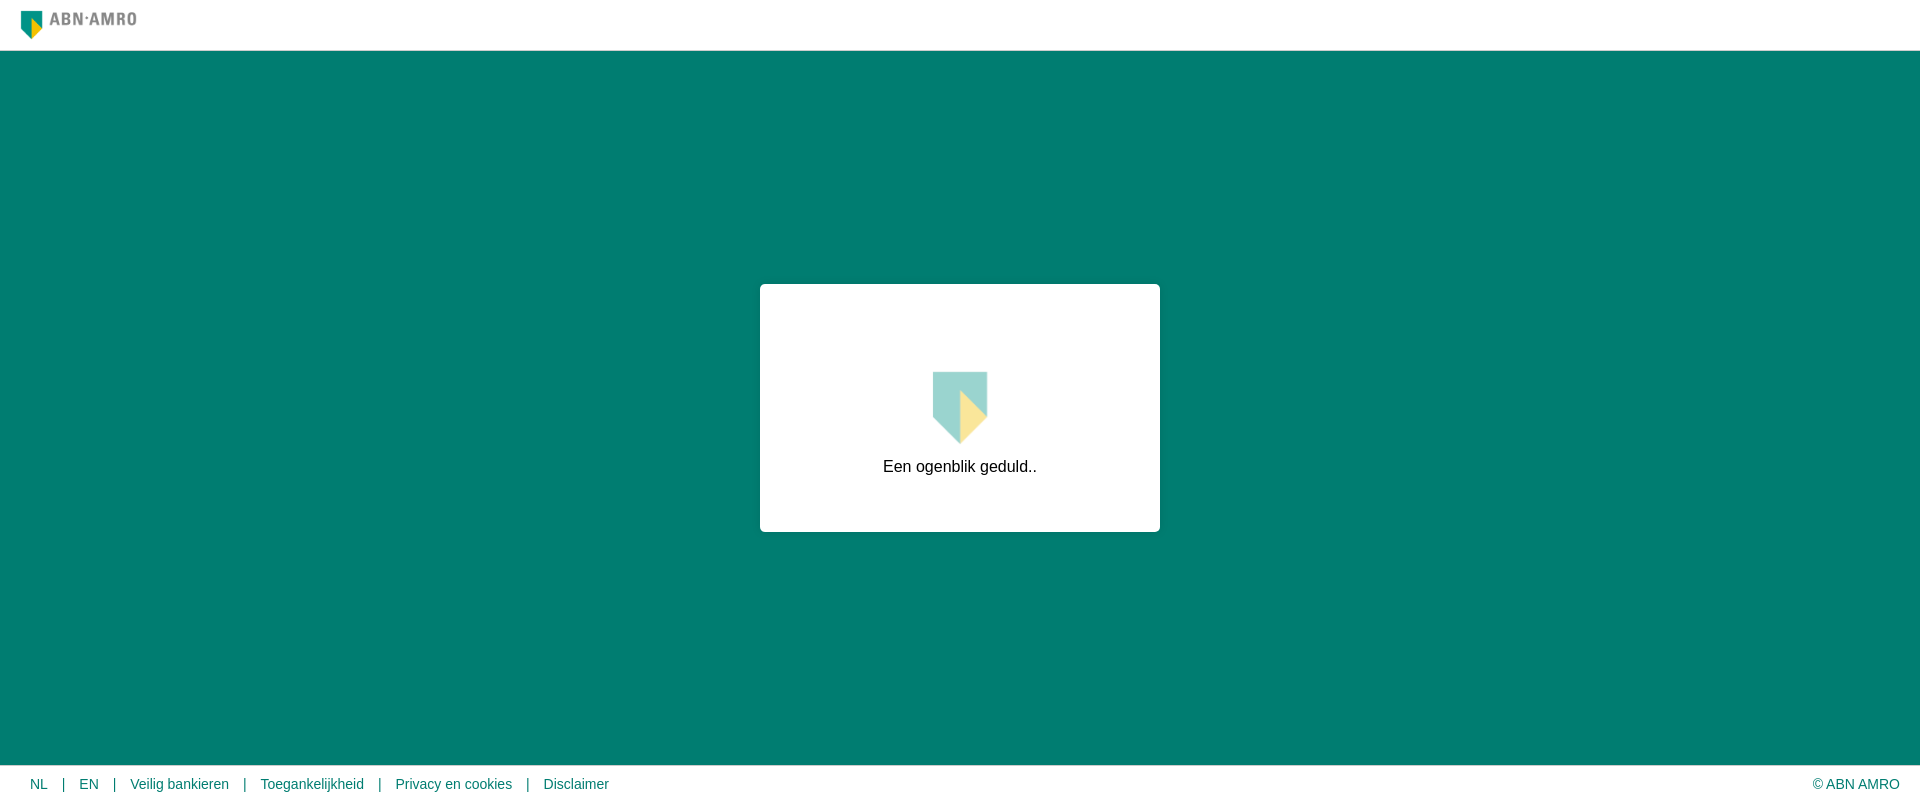 ABN·AMRO
Een ogenblik geduld..
NL | EN | Veilig bankieren | Toegankelijkheid | Privacy en cookies | Disclaimer
© ABN AMRO